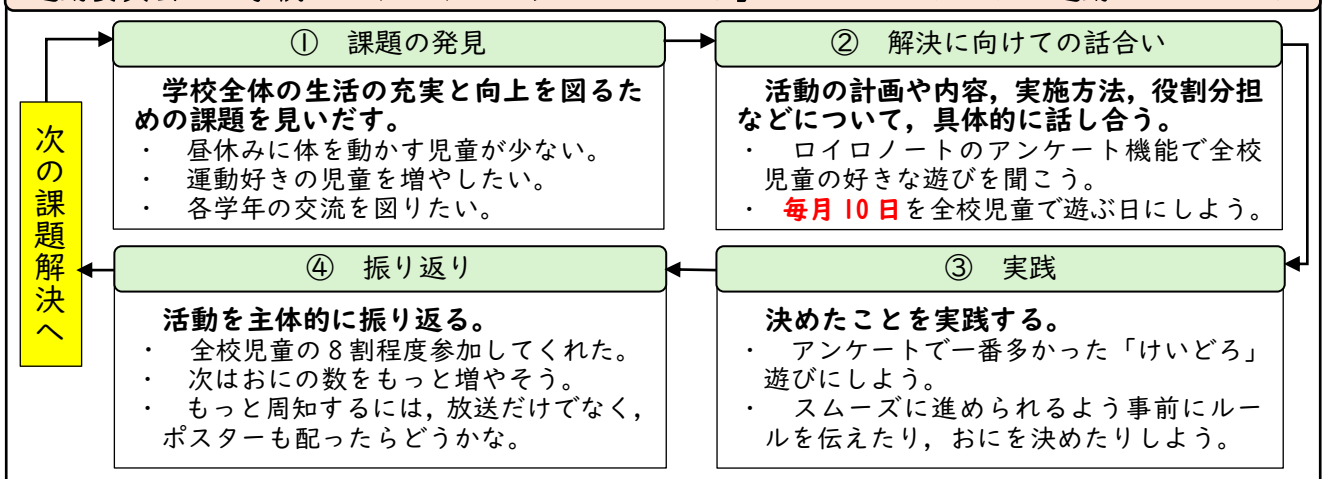 ① 課題の発見
学校全体の生活の充実と向上を図るた
めの課題を見いだす。
・ 昼休みに体を動かす児童が少ない。
・ 運動好きの児童を増やしたい。
・ 各学年の交流を図りたい。
② 解決に向けての話合い
活動の計画や内容，実施方法，役割分担
などについて，具体的に話し合う。
・ ロイロノートのアンケート機能で全校
児童の好きな遊びを聞こう。
・ 毎月10日を全校児童で遊ぶ日にしよう。
③ 実践
決めたことを実践する。
・ アンケートで一番多かった「けいどろ」
遊びにしよう。
・ スムーズに進められるよう事前にルー
ルを伝えたり，おにを決めたりしよう。
④ 振り返り
活動を主体的に振り返る。
・ 全校児童の８割程度参加してくれた。
・ 次はおにの数をもっと増やそう。
・ もっと周知するには，放送だけでなく，
ポスターも配ったらどうかな。
次の課題解決へ